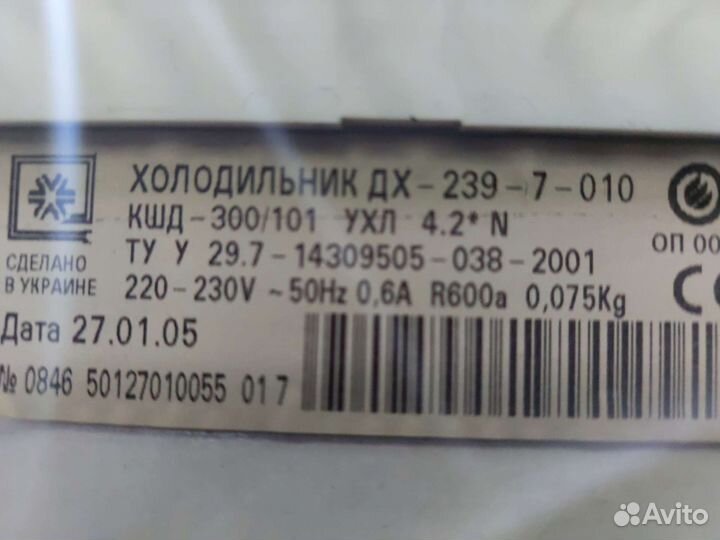 ХОЛОДИЛЬНИК ДХ-239-7-010
КШД-300/101 УХЛ 4.2* N
ТУ У 29.7-14309505-038-2001
220-230V ~50Hz 0,6A R600a 0,075Kg
СДЕЛАНО
В УКРАИНЕ
ОП 00
CE
Дата 27.01.05
№ 0846 50127010055 017
Avito